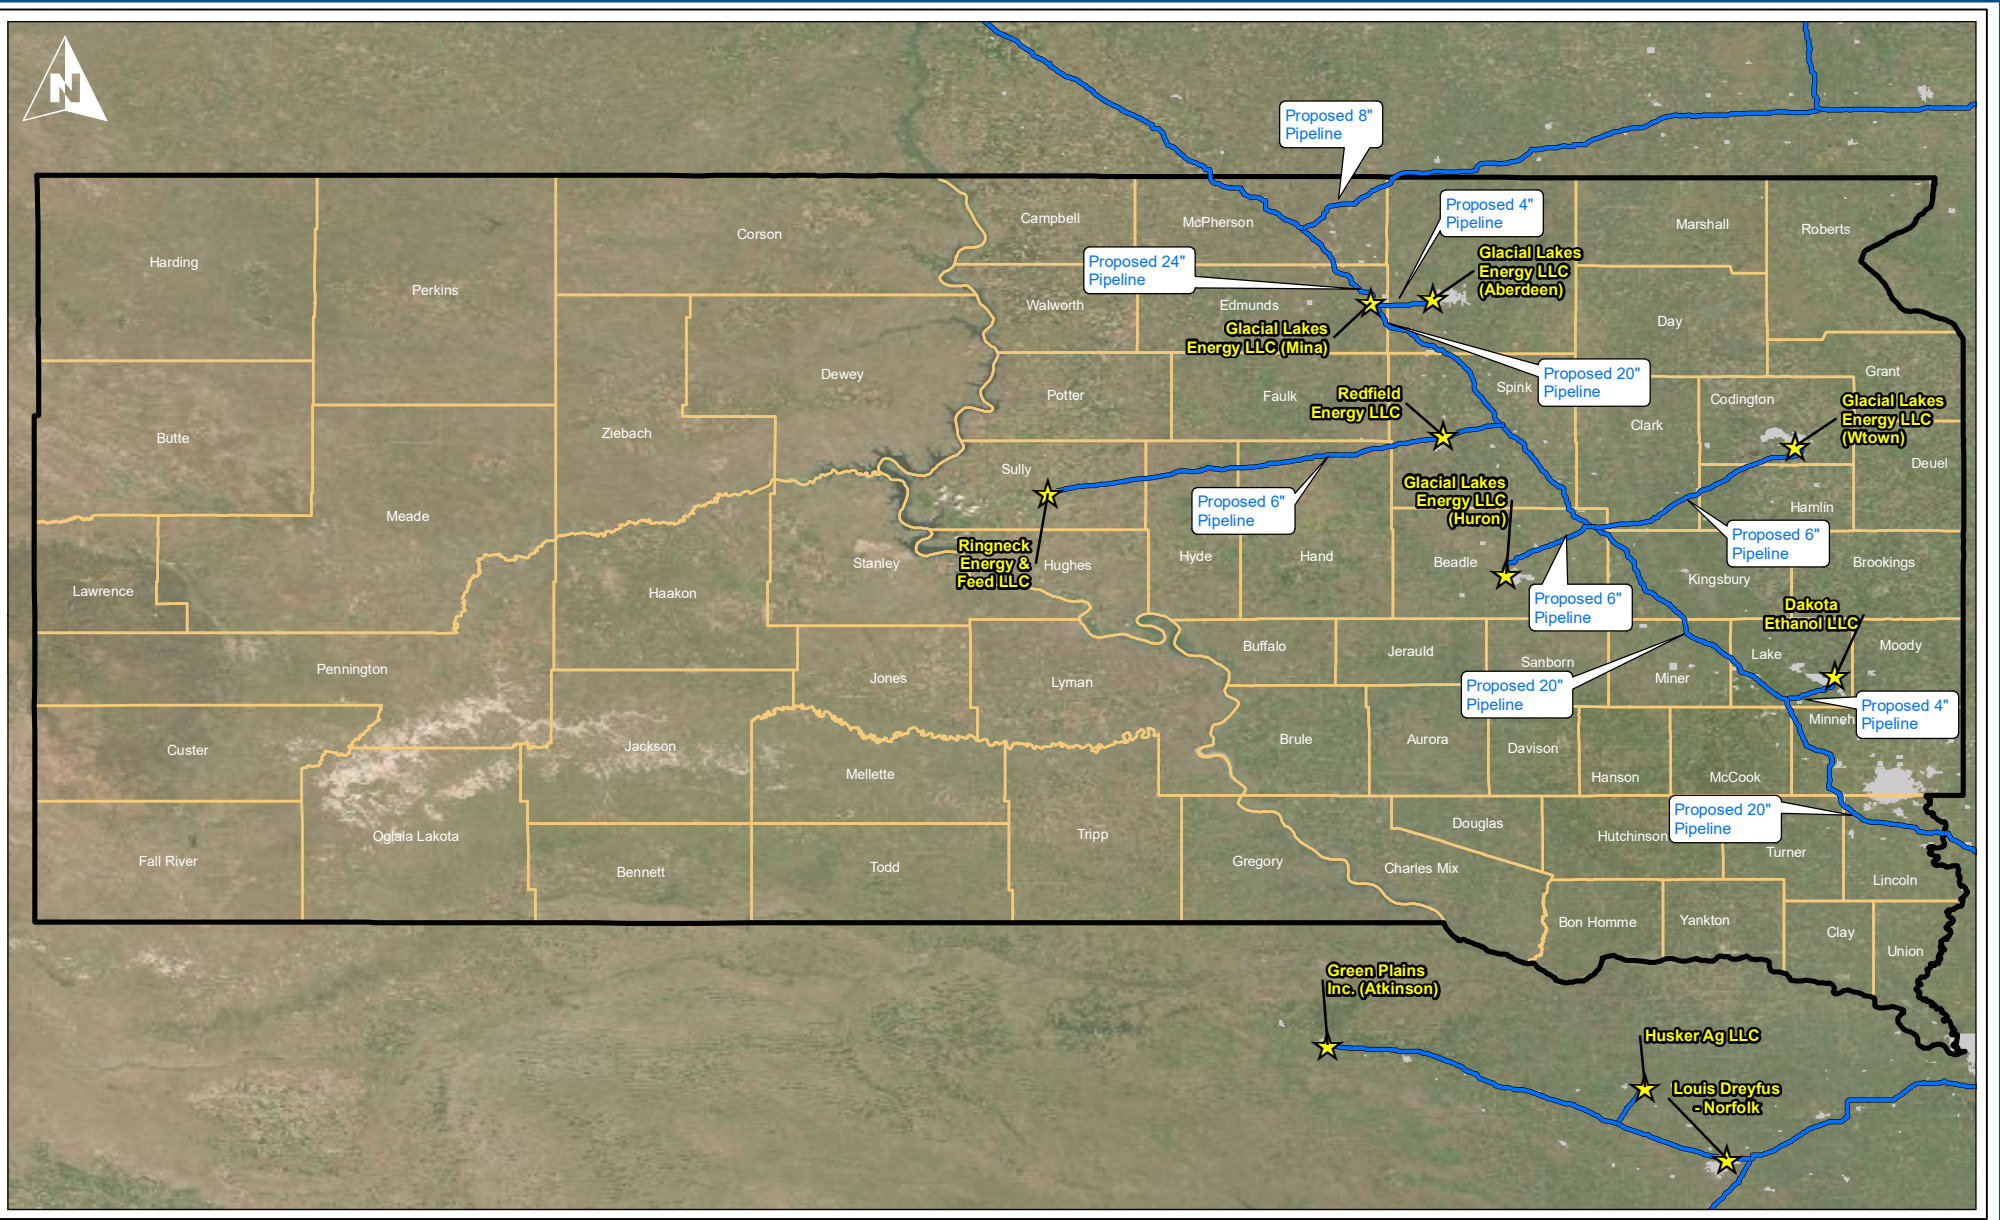 N
Proposed 8"
Pipeline
Campbell
McPherson
Proposed 4"
Pipeline
Marshall
Roberts
Corson
Harding
Perkins
Proposed 24"
Pipeline
Glacial Lakes
Energy LLC
(Aberdeen)
Walworth
Edmunds
Day
Glacial Lakes
Energy LLC (Mina)
Dewey
Potter
Faulk
Spink
Proposed 20"
Pipeline
Grant
Redfield
Energy LLC
Codington
Glacial Lakes
Energy LLC
(Wtown)
Butte
Ziebach
Clark
Deuel
Sully
Meade
Glacial Lakes
Energy LLC
(Huron)
Proposed 6"
Pipeline
Hamlin
Proposed 6"
Pipeline
Ringneck
Energy &
Feed LLC
Stanley
Hughes
Hyde
Hand
Beadle
Brookings
Kingsbury
Lawrence
Haakon
Proposed 6"
Pipeline
Dakota
Ethanol LLC
Buffalo
Jerauld
Sanborn
Lake
Moody
Pennington
Jones
Lyman
Miner
Proposed 20"
Pipeline
Proposed 4"
Pipeline
Minneh
Custer
Jackson
Brule
Aurora
Davison
Mellette
Hanson
McCook
Proposed 20"
Pipeline
Oglala Lakota
Tripp
Douglas
Hutchinson
Turner
Fall River
Bennett
Todd
Gregory
Charles Mix
Lincoln
Bon Homme
Yankton
Clay
Union
Green Plains
Inc. (Atkinson)
Husker Ag LLC
Louis Dreyfus
- Norfolk